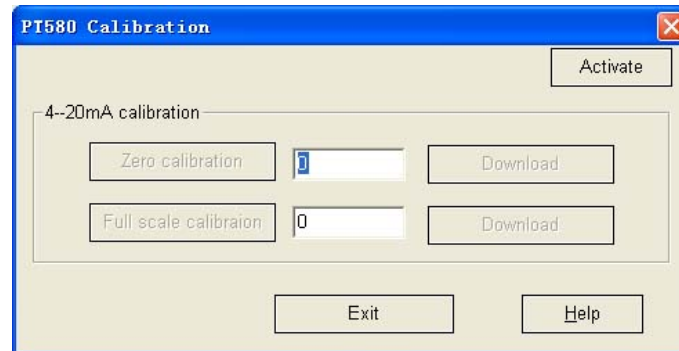 PT580 Calibration
Activate
4--20mA calibration
Zero calibration 0 Download
Full scale calibraion 0 Download
Exit Help